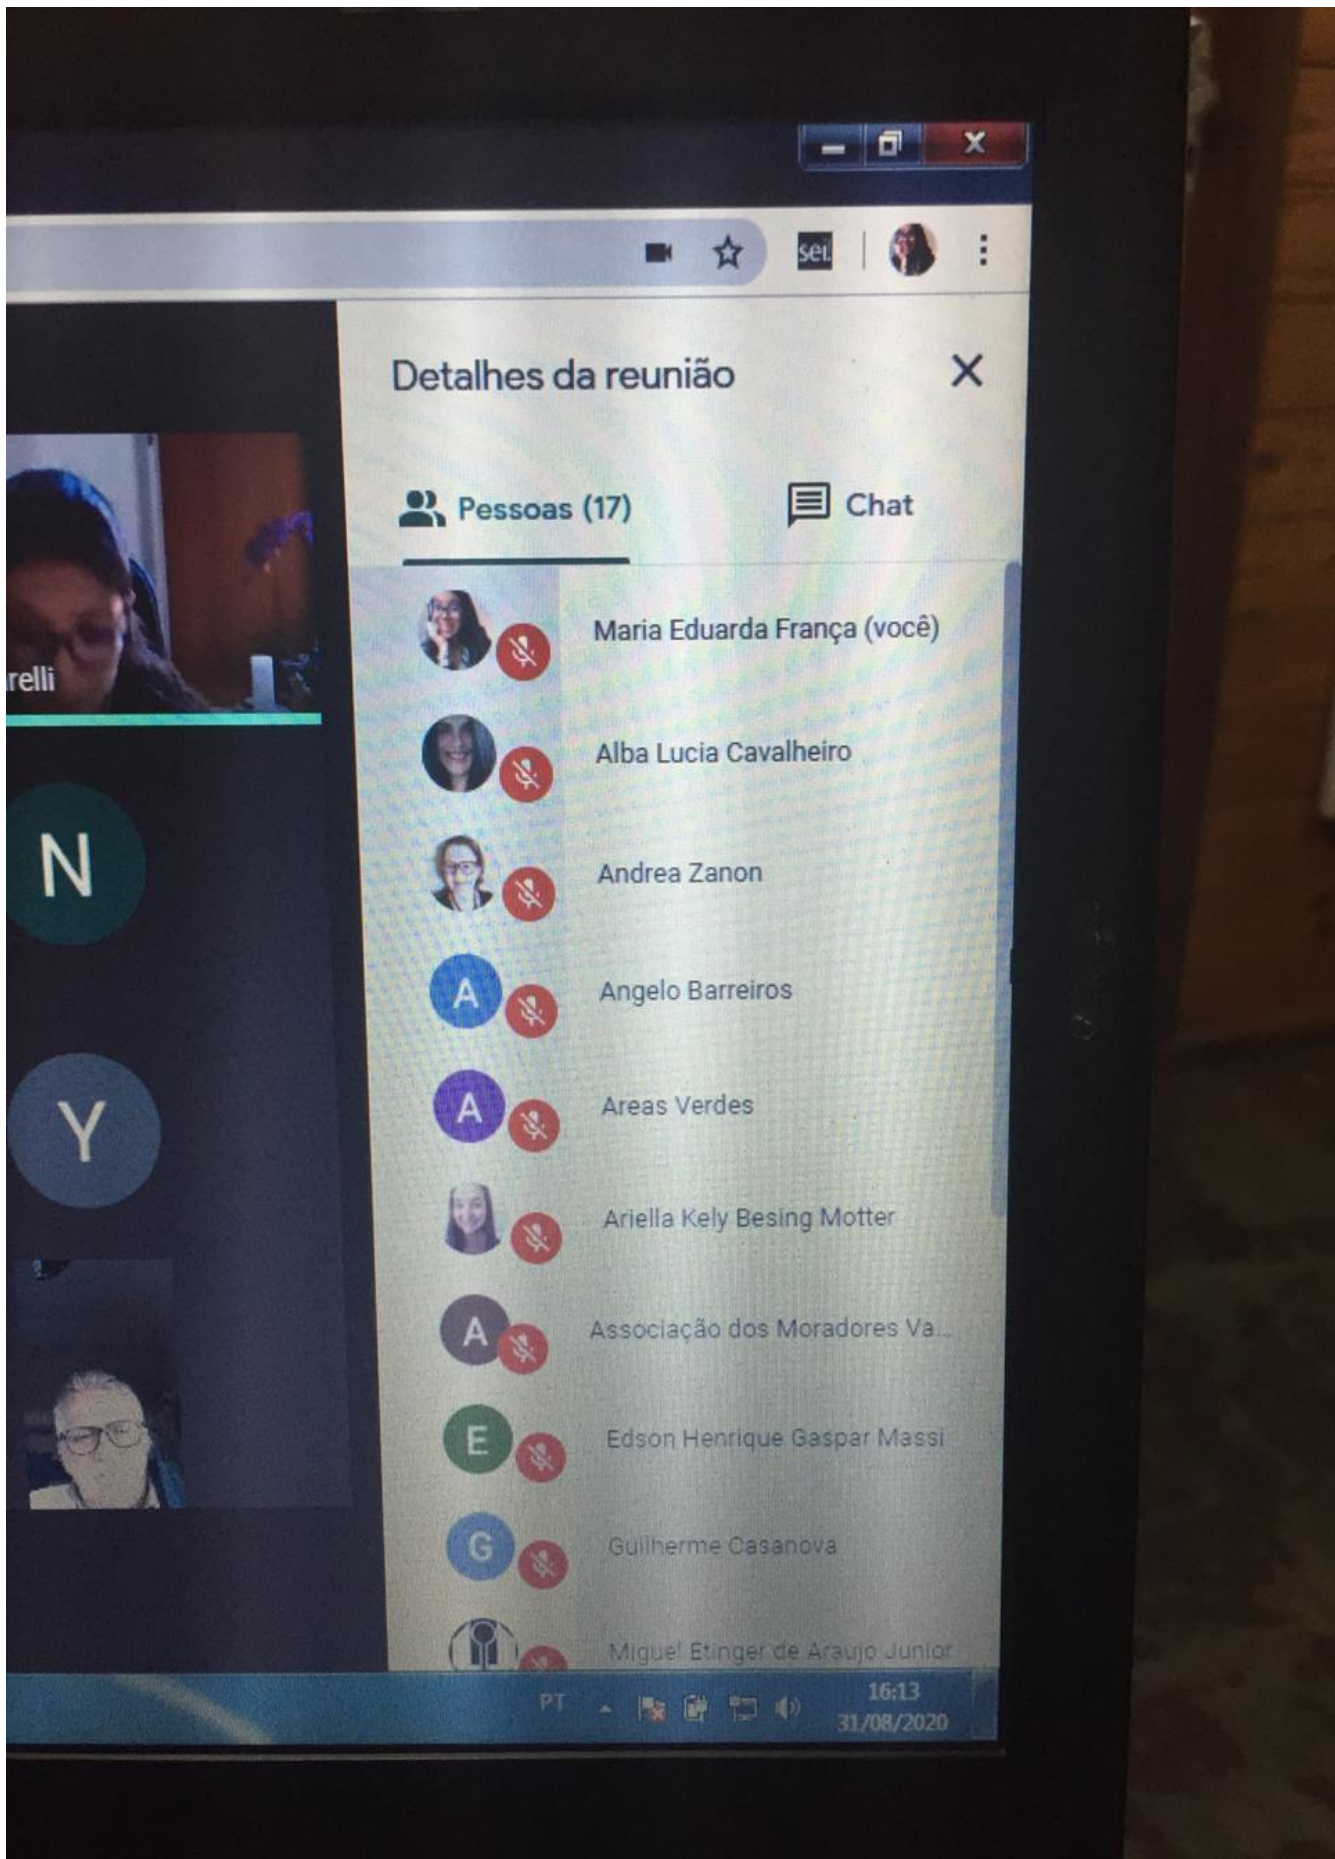 sei.
Detalhes da reunião
Pessoas (17)
Chat
Maria Eduarda França (você)
relli
Alba Lucia Cavalheiro
N
Andrea Zanon
A
Angelo Barreiros
Y
A
Areas Verdes
Ariella Kely Besing Motter
A
Associação dos Moradores Va...
E
Edson Henrique Gaspar Massi
G
Guilherme Casanova
Miguel Etinger de Araujo Junior
PT
16:13
31/08/2020